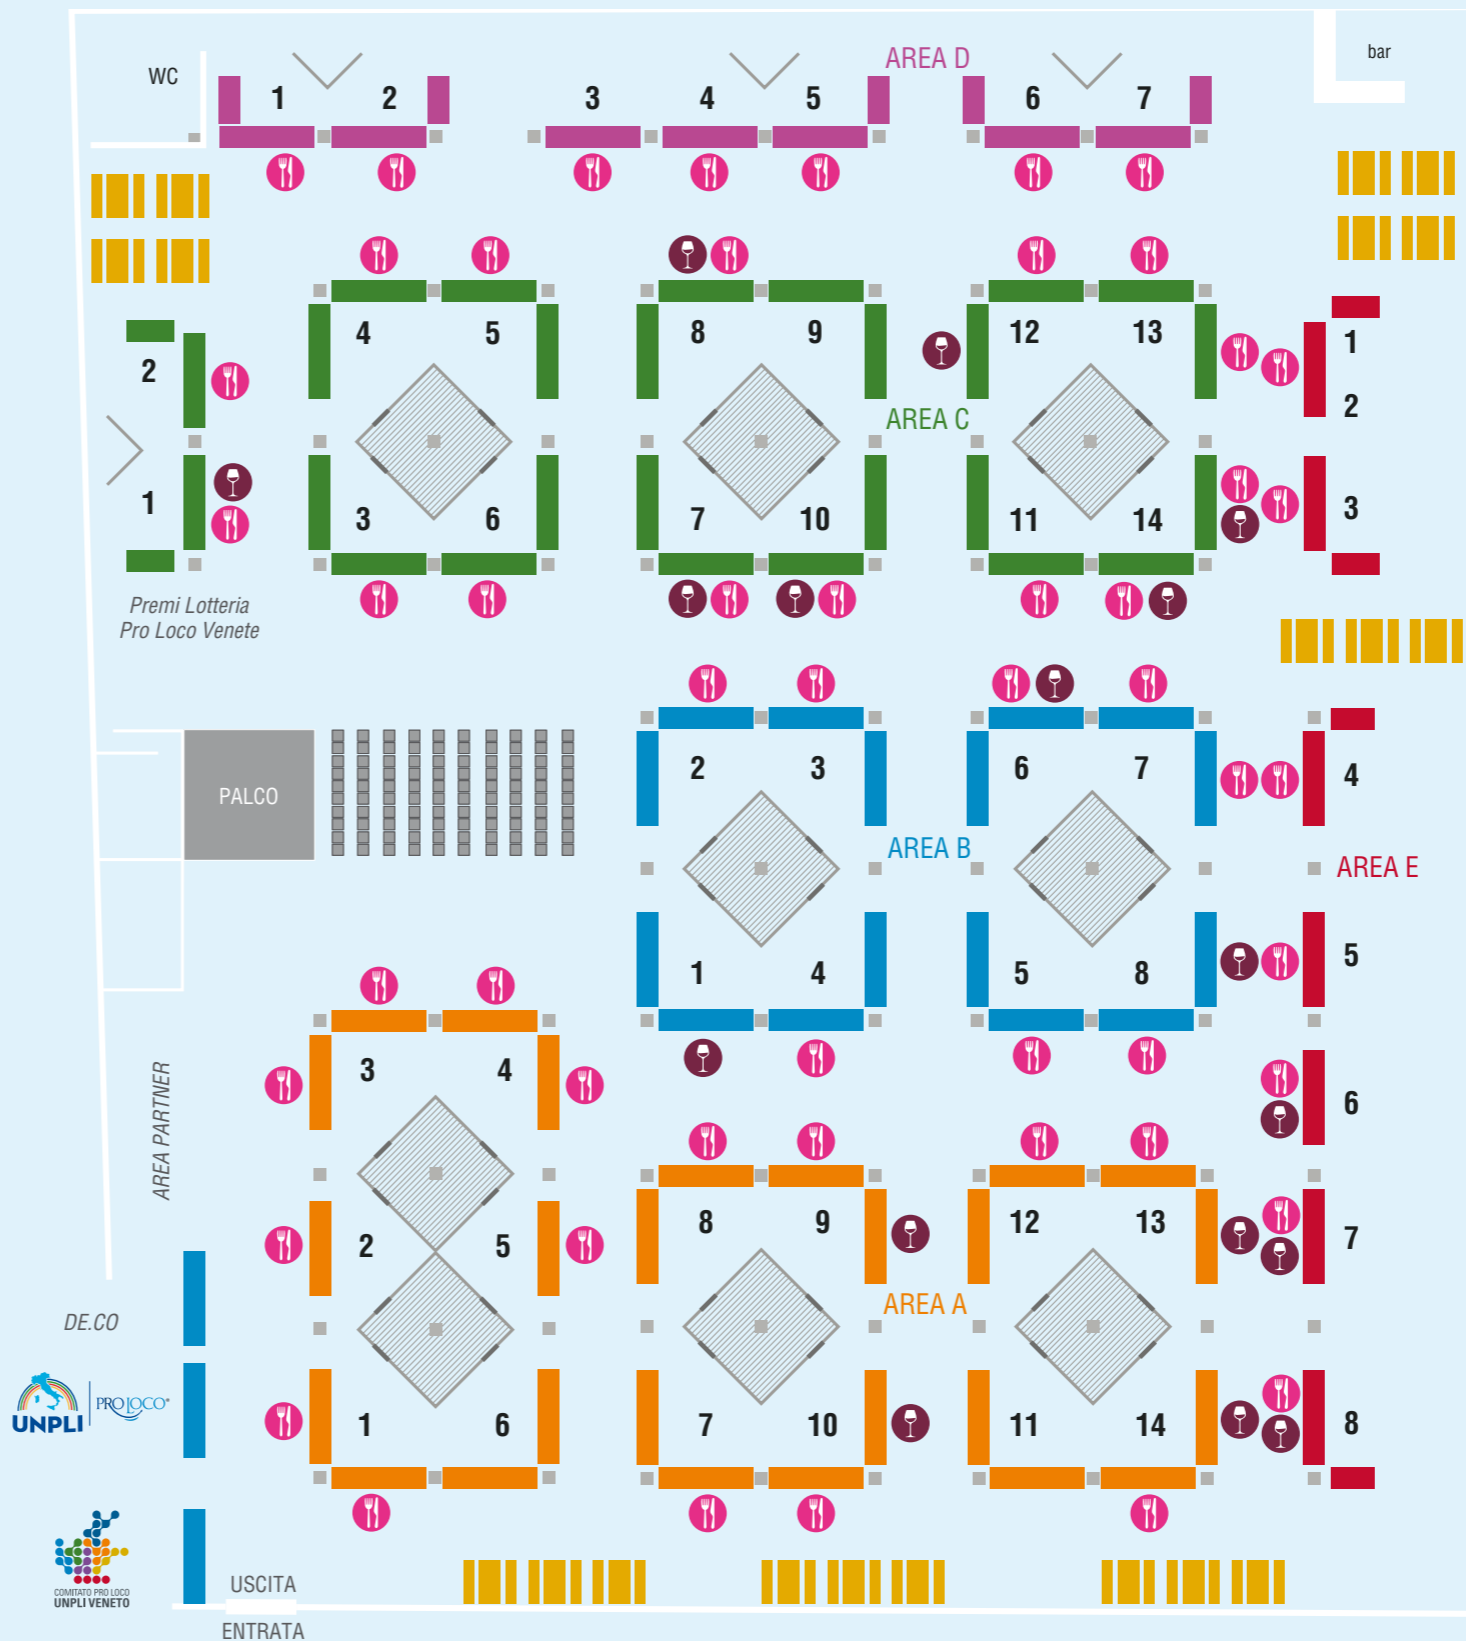 AREA D
bar
WC
1 2 3 4 5 6 7
4 5 8 9 12 13
1
2
2
AREA C
1
3 6 7 10 11 14
3
Premi Lotteria
Pro Loco Venete
2 3 6 7
4
PALCO
AREA B
AREA E
1 4 5 8
5
3 4
6
AREA PARTNER
8 9 12 13
7
2 5
AREA A
DE.CO
UNPLI PROLOCO®
1 6 7 10 11 14
8
COMITATO PRO LOCO
UNPLI VENETO
USCITA
ENTRATA